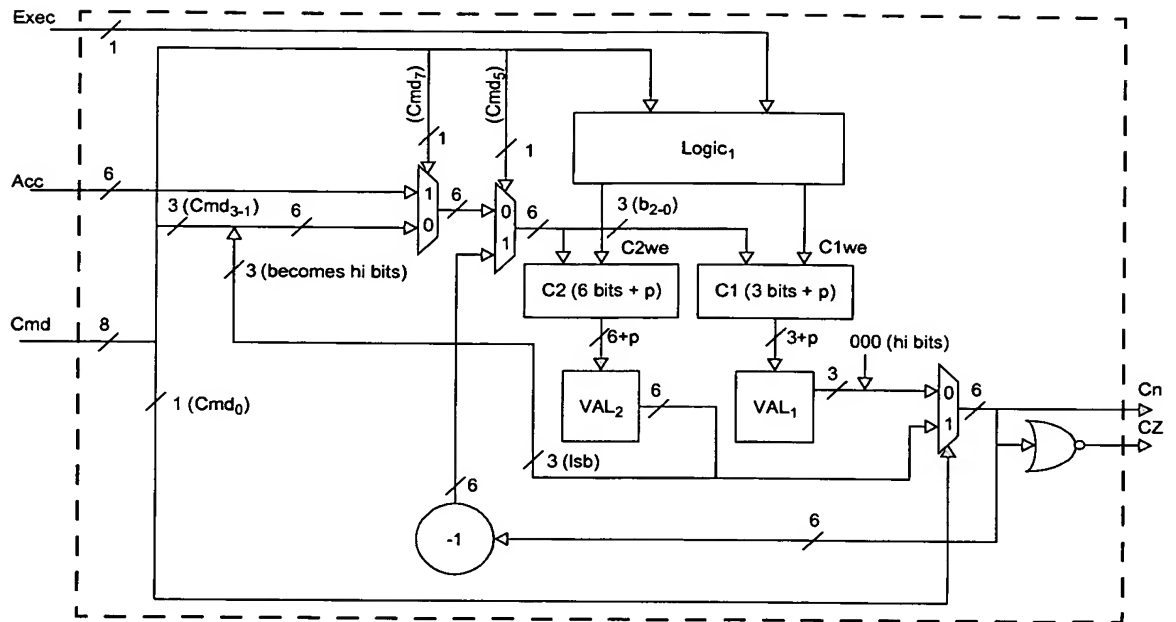 Exec
1
(Cmd7)
(Cmd5)
1
1
Logic1
Acc
6
1
0
6
0
1
6
3 (Cmd3-1)
6
3 (b2-0)
C2we
C1we
3 (becomes hi bits)
C2 (6 bits + p)
C1 (3 bits + p)
Cmd
8
6+p
3+p
000 (hi bits)
VAL2
6
VAL1
3
0
1
6
Cn
CZ
1 (Cmd0)
3 (lsb)
6
-1
6